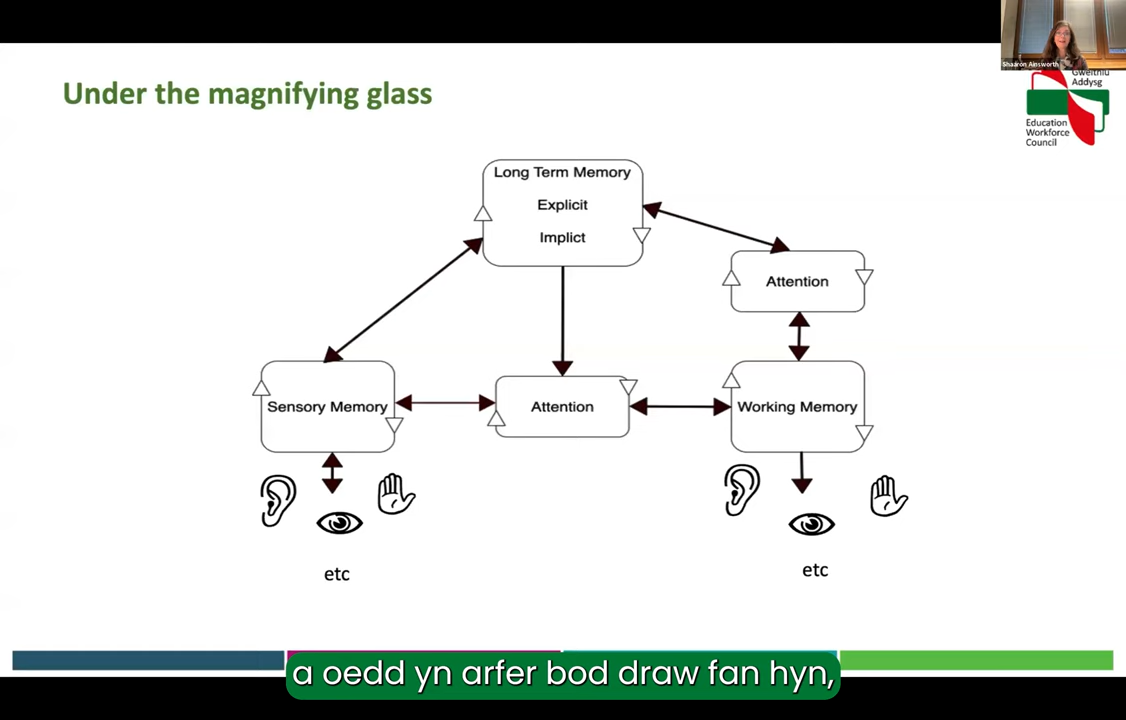 Sharon Ainsworth
Under the magnifying glass
Gweithlu
Addysg
Education
Workforce
Council
Long Term Memory
Explicit
Implict
Attention
Sensory Memory
Attention
Working Memory
etc
etc
a oedd yn arfer bod draw fan hyn,